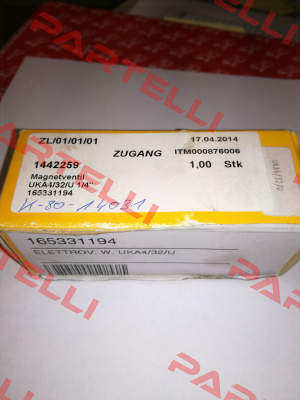 PARTELLI
ZL/01/01/01
17.04.2014
ZUGANG
ITM000876006
1442259
1,00 Stk
Magnetventil
UKA4/32/U 1/4"
165331194
K-80-14031
165331194
ELETTROV. W. UKA4/32/U
PARTELLI
PARTELLI